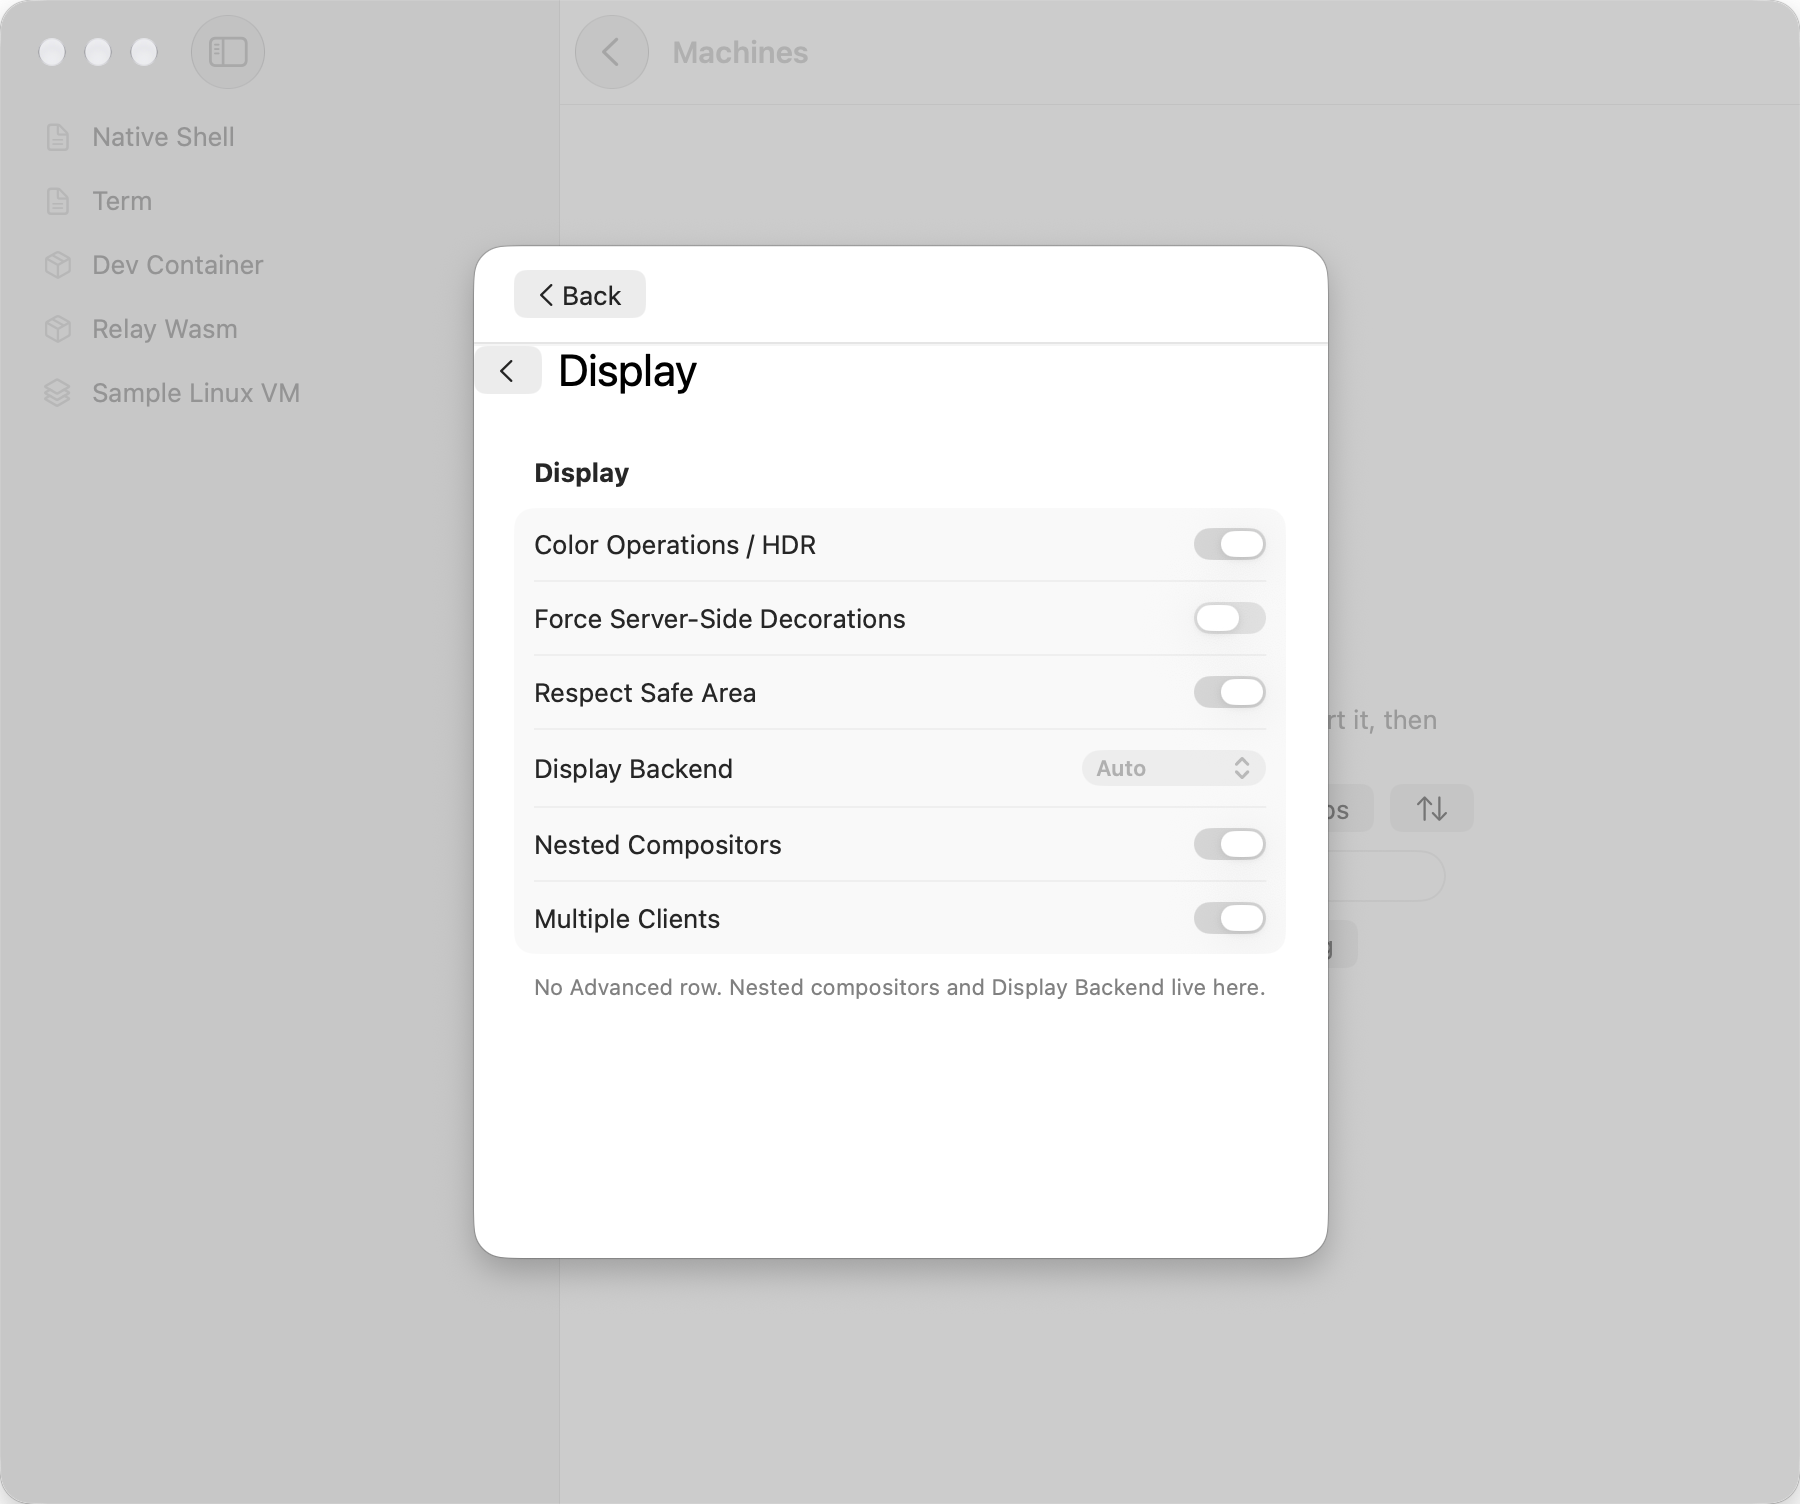 Machines
Native Shell
Term
Dev Container
Relay Wasm
Sample Linux VM
Back
Display
Display
Color Operations / HDR
Force Server-Side Decorations
Respect Safe Area
Display Backend
Auto
Nested Compositors
Multiple Clients
No Advanced row. Nested compositors and Display Backend live here.
it, then